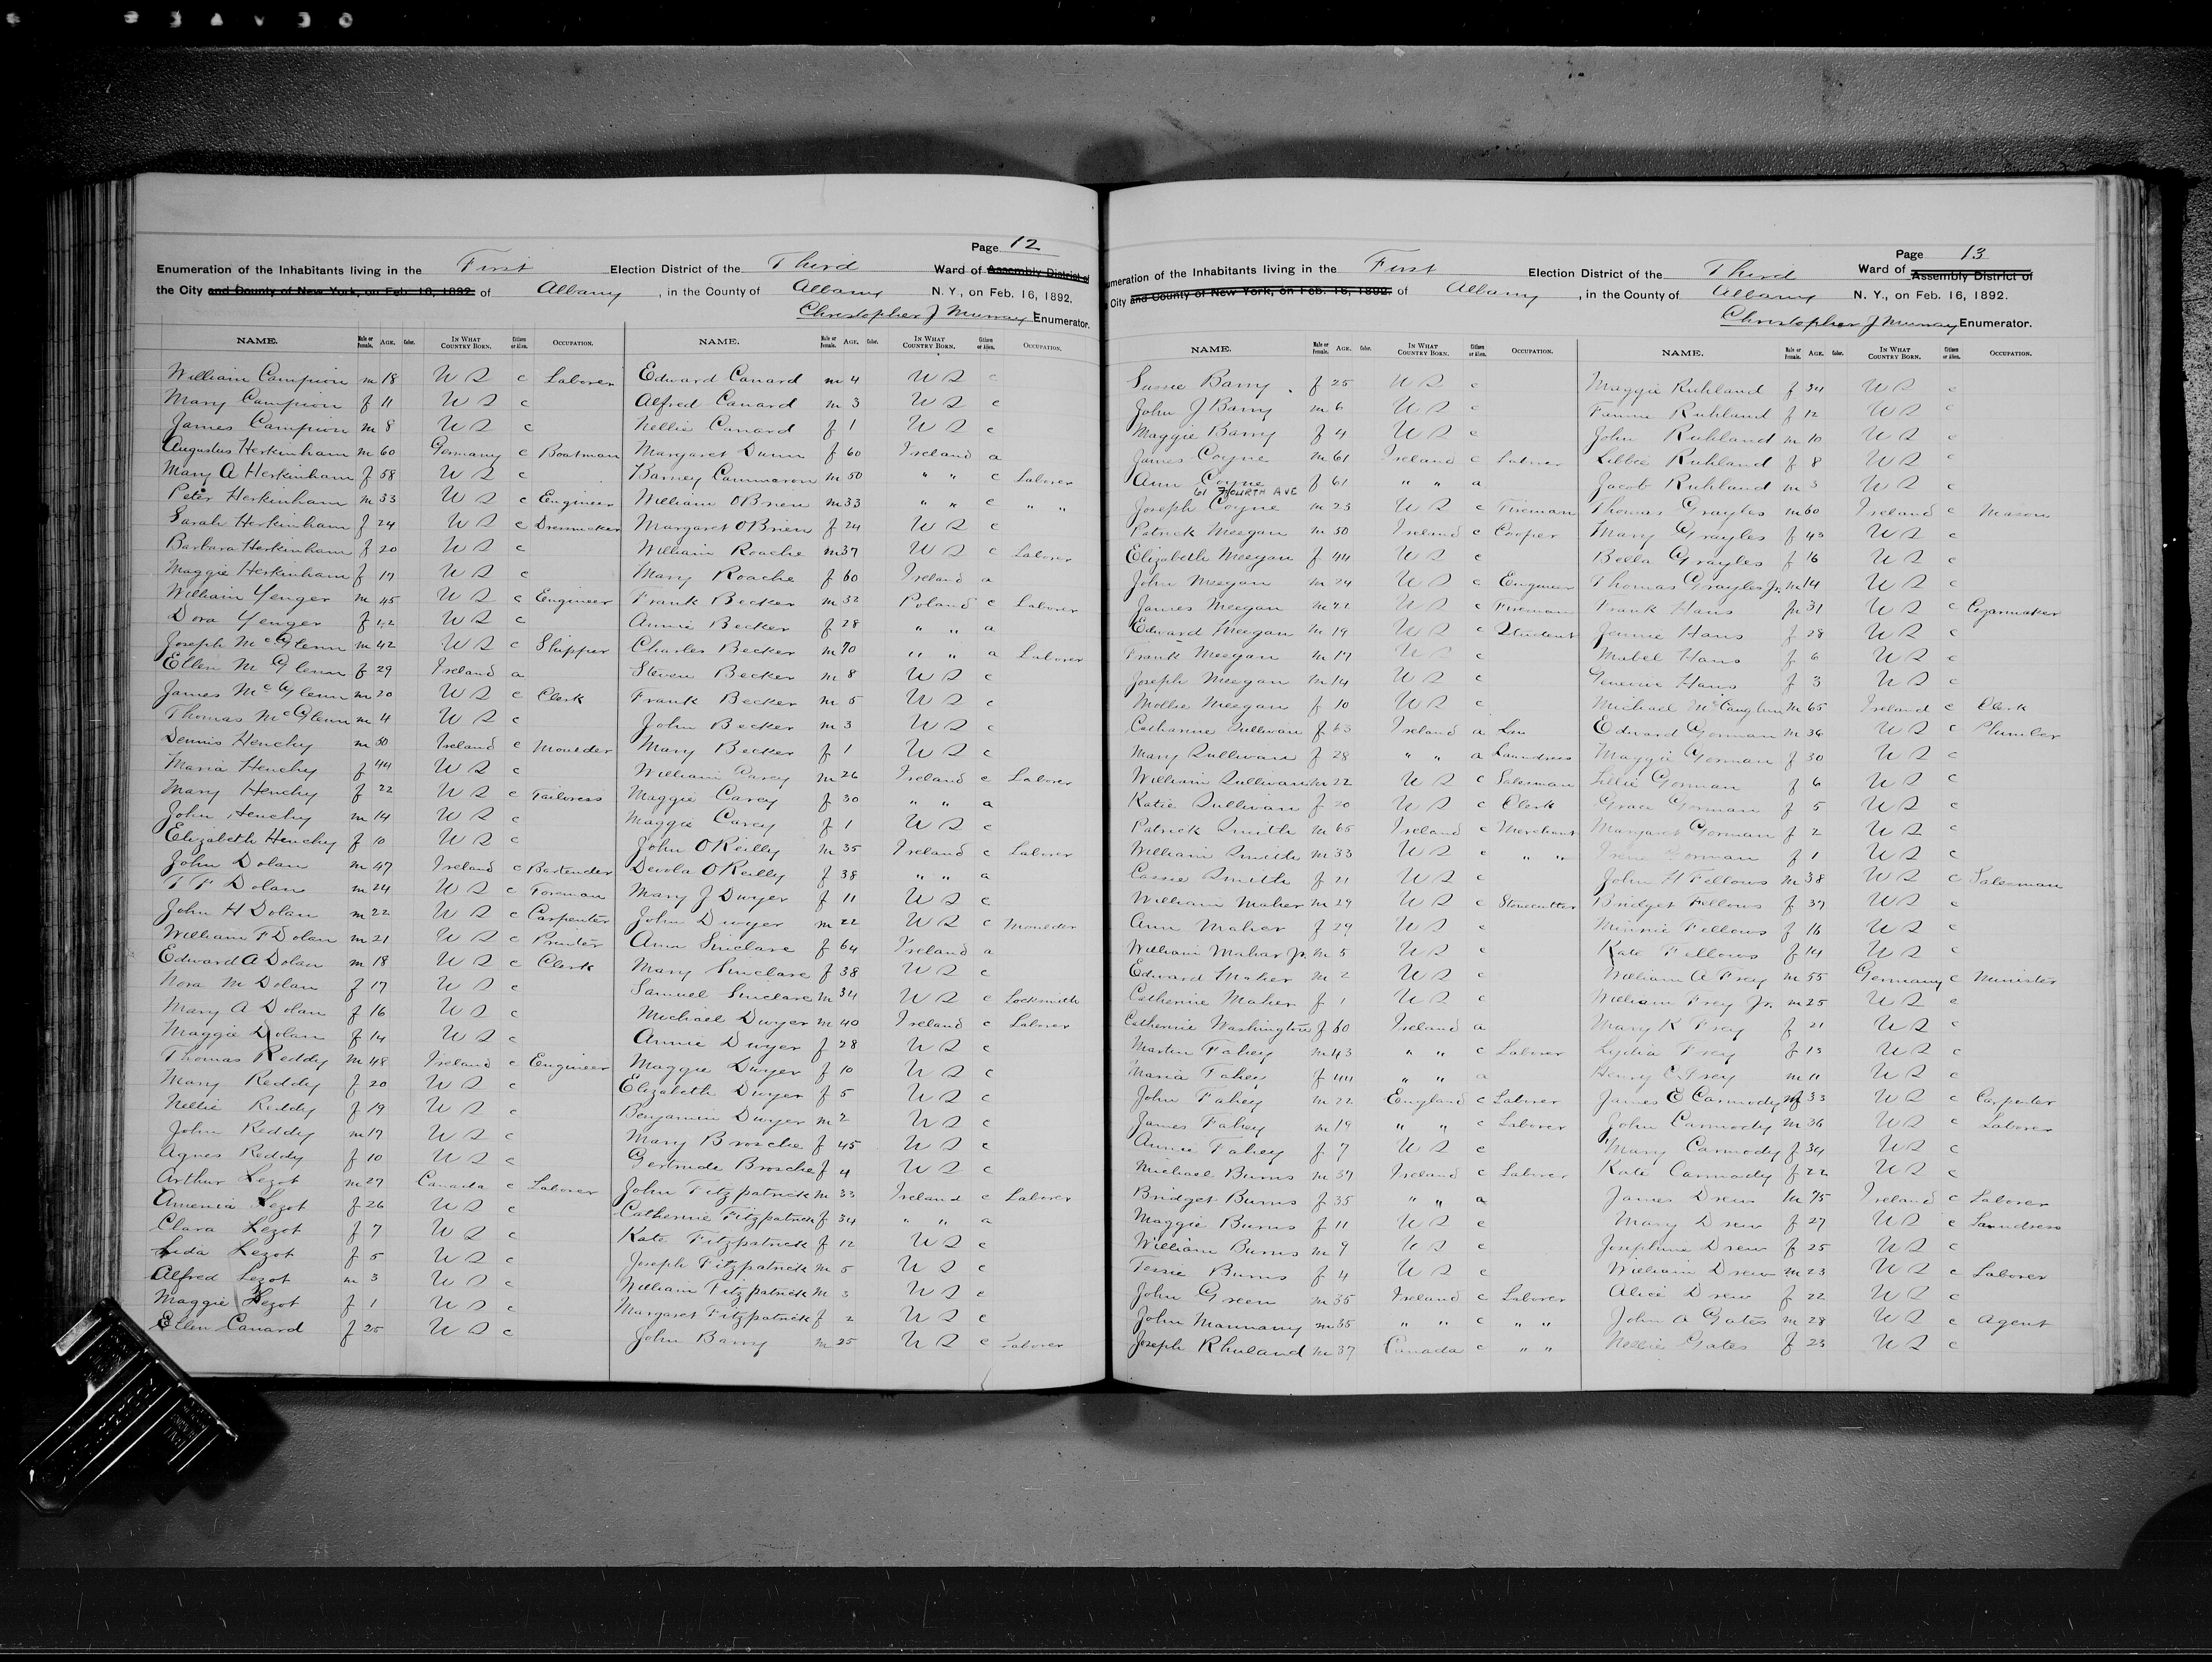 Page 12
Enumeration of the Inhabitants living in the First Election District of the Third Ward of Assembly District of
the City and County of New York, on Feb. 16, 1892. of Albany, in the County of Albany N. Y., on Feb. 16, 1892.
Christopher J Murray Enumerator.
NAME. Male or Female. AGE. Color. IN WHAT COUNTRY BORN. Citizen or Alien. OCCUPATION.
William Campion m 18 U S c Laborer
Mary Campion f 11 U S c
James Campion m 8 U S c
Augustus Herkinham m 60 Germany c Boatman
Mary A Herkinham f 58 U S c
Peter Herkinham m 33 U S c Engineer
Sarah Herkinham f 24 U S c Dressmcker
Barbara Herkinham f 20 U S c
Maggie Herkinham f 17 U S c
William Yenger m 45 U S c Engineer
Dora Yenger f 42 U S c
Joseph McGlenn m 42 U S c Shipper
Ellen McGlenn f 29 Ireland a
James McGlenn m 20 U S c Clerk
Thomas McGlenn m 4 U S c
Dennis Henchy m 50 Ireland c Moulder
Maria Henchy f 44 U S c
Mary Henchy f 22 U S c Tailoress
John Henchy m 14 U S c
Elizabeth Henchy f 10 U S c
John Dolan m 47 Ireland c Bartender
T F Dolan m 24 U S c Foreman
John H Dolan m 22 U S c Carpenter
William F Dolan m 21 U S c Printer
Edward A Dolan m 18 U S c Clerk
Nora M Dolan f 17 U S c
Mary A Dolan f 16 U S c
Maggie Dolan f 14 U S c
Thomas Reddy m 48 Ireland c Engineer
Mary Reddy f 20 U S c
Nellie Reddy f 19 U S c
John Reddy m 17 U S c
Agnes Reddy f 10 U S c
Arthur Lezot m 27 Canada c Laborer
Amenia Lezot f 26 U S c
Clara Lezot f 7 U S c
Lida Lezot f 5 U S c
Alfred Lezot m 3 U S c
Maggie Lezot f 1 U S c
Ellen Canard f 25 U S c
NAME. Male or Female. AGE. Color. IN WHAT COUNTRY BORN. Citizen or Alien. OCCUPATION.
Edward Canard m 4 U S c
Alfred Canard m 3 U S c
Nellie Canard f 1 U S c
Margaret Dunn f 60 Ireland a
Barney Cammeron m 50 " " c Laborer
William OBrien m 33 " " c " "
Margaret OBrien f 24 U S c
William Roache m 37 U S c Laborer
Mary Roache f 60 Ireland a
Frank Becker m 32 Poland c Laborer
Annie Becker f 28 " " a
Charles Becker m 70 " " a Laborer
Steven Becker m 8 U S c
Frank Becker m 5 U S c
John Becker m 3 U S c
Mary Becker f 1 U S c
William Carey m 26 Ireland c Laborer
Maggie Carey f 30 " " a
Maggie Carey f 1 U S c
John OReilly m 35 Ireland c Laborer
Devola OReilly f 38 " " a
Mary J Dwyer f 11 U S c
John Dwyer m 22 U S c Moulder
Ann Sinclare f 64 Ireland a
Mary Sinclare f 38 U S c
Samuel Sinclare m 34 U S c Locksmith
Michael Dwyer m 40 Ireland c Laborer
Annie Dwyer f 28 U S c
Maggie Dwyer f 10 U S c
Elizabeth Dwyer f 5 U S c
Benjamin Dwyer m 2 U S c
Mary Brosche f 45 U S c
Gertrude Brosche f 4 U S c
John Fitzpatrick m 33 Ireland c Laborer
Catherine Fitzpatrick f 34 " " a
Kate Fitzpatrick f 12 U S c
Joseph Fitzpatrick m 5 U S c
William Fitzpatrick m 3 U S c
Margaret Fitzpatrick f 2 U S c
John Barry m 25 U S c Laborer
Page 13
umeration of the Inhabitants living in the First Election District of the Third Ward of Assembly District of
City and County of New York, on Feb. 16, 1892. of Albany, in the County of Albany N. Y., on Feb. 16, 1892.
Christopher J Murray Enumerator.
NAME. Male or Female. AGE. Color. IN WHAT COUNTRY BORN. Citizen or Alien. OCCUPATION.
Sussie Barry f 25 U S c
John J Barry m 6 U S c
Maggie Barry f 4 U S c
James Coyne m 61 Ireland c Laborer
Ann Coyne f 61 " " a
61 FOURTH AVE
Joseph Coyne m 23 U S c Fireman
Patrick Meegan m 50 Ireland c Cooper
Elizabeth Meegan f 44 U S c
John Meegan m 24 U S c Engineer
James Meegan m 22 U S c Fireman
Edward Meegan m 19 U S c Student
Frank Meegan m 17 U S c
Joseph Meegan m 14 U S c
Mollie Meegan f 10 U S c
Catharine Sullivan f 63 Ireland a
Mary Sullivan f 28 " " a Laundress
William Sullivan m 22 U S c Salesman
Katie Sullivan f 20 U S c Clerk
Patrick Smith m 65 Ireland c Merchant
William Smith m 33 U S c " "
Cassie Smith f 21 U S c
William Maher m 29 U S c Stonecutter
Ann Maher f 29 U S c
William Mahar Jr. m 5 U S c
Edward Maher m 2 U S c
Catherine Maher f 1 U S c
Catherine Washington f 60 Ireland a
Martin Fahey m 43 " " c Laborer
Maria Fahey f 44 " " a
John Fahey m 22 England c Laborer
James Fahey m 19 " " c Laborer
Annie Fahey f 7 U S c
Michael Burns m 37 Ireland c Laborer
Bridget Burns f 35 " " a
Maggie Burns f 11 U S c
William Burns m 9 U S c
Tessie Burns f 4 U S c
John Green m 35 Ireland c Laborer
John Mannany m 35 " " c " "
Joseph Rhuland m 37 Canada c " "
NAME. Male or Female. AGE. Color. IN WHAT COUNTRY BORN. Citizen or Alien. OCCUPATION.
Maggie Ruhland f 34 U S c
Fannie Ruhland f 12 U S c
John Ruhland m 10 U S c
Libbie Ruhland f 8 U S c
Jacob Ruhland m 3 U S c
Thomas Grayles m 60 Ireland c Mason
Mary Grayles f 43 U S c
Bella Grayles f 16 U S c
Thomas Grayles Jr. m 14 U S c
Frank Hans m 31 U S c Cigarmaker
Jennie Hans f 28 U S c
Mabel Hans f 6 U S c
Genevive Hans f 3 U S c
Michael m 65 Ireland c Clerk
Edward Gorman m 36 U S c Plumber
Maggie Gorman f 30 U S c
Lillie Gorman f 6 U S c
Grace Gorman f 5 U S c
Margaret Gorman f 2 U S c
Irene Gorman f 1 U S c
John H Fellows m 38 U S c Salesman
Bridget Fellows f 37 U S c
Minnie Fellows f 16 U S c
Kate Fellows f 14 U S c
William A Frey m 55 Germany c Minister
William Frey Jr. m 25 U S c
Mary K Frey f 21 U S c
Lydia Frey f 13 U S c
Henry C Frey m 11 U S c
James E Carmody m 33 U S c Carpenter
John Carmody m 36 U S c Laborer
Mary Carmody f 34 U S c
Kate Carmody f 22 U S c
James Drew m 75 Ireland c Laborer
Mary Drew f 27 U S c Laundress
Josephine Drew f 25 U S c
William Drew m 23 U S c Laborer
Alice Drew f 22 U S c
John A Gates m 28 U S c Agent
Nellie Gates f 23 U S c